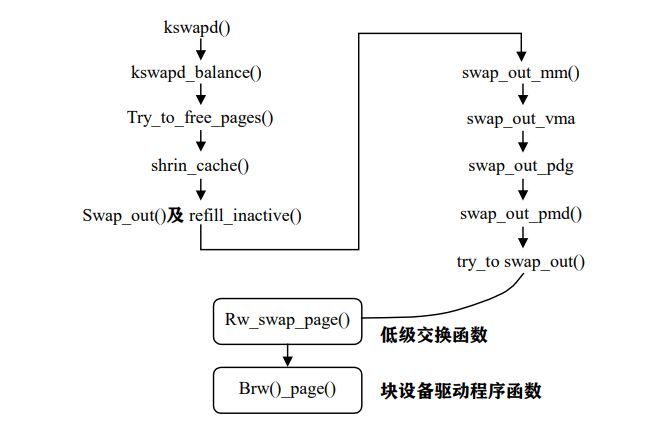 kswapd()
kswapd_balance()
Try_to_free_pages()
shrin_cache()
Swap_out()及 refill_inactive()
swap_out_mm()
swap_out_vma
swap_out_pdg
swap_out_pmd()
try_to swap_out()
Rw_swap_page()
低级交换函数
Brw()_page()
块设备驱动程序函数